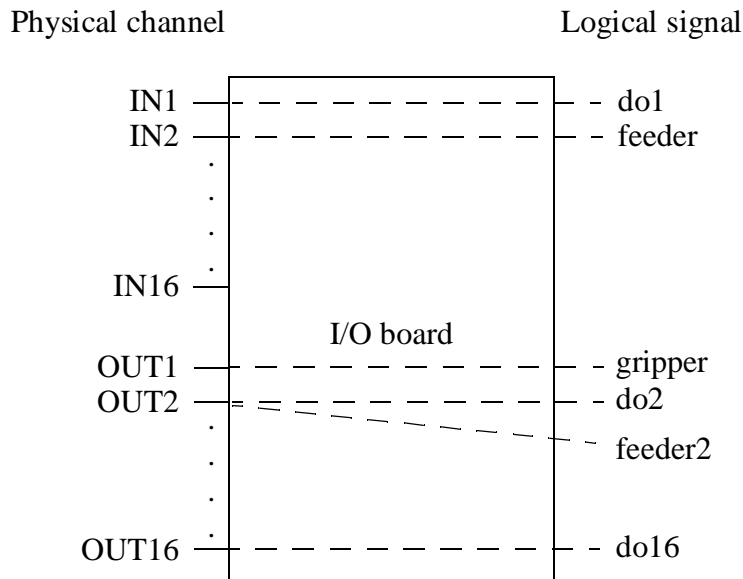 Physical channel Logical signal
IN1 do1
IN2 feeder
IN16
I/O board
OUT1 gripper
OUT2 do2
feeder2
OUT16 do16